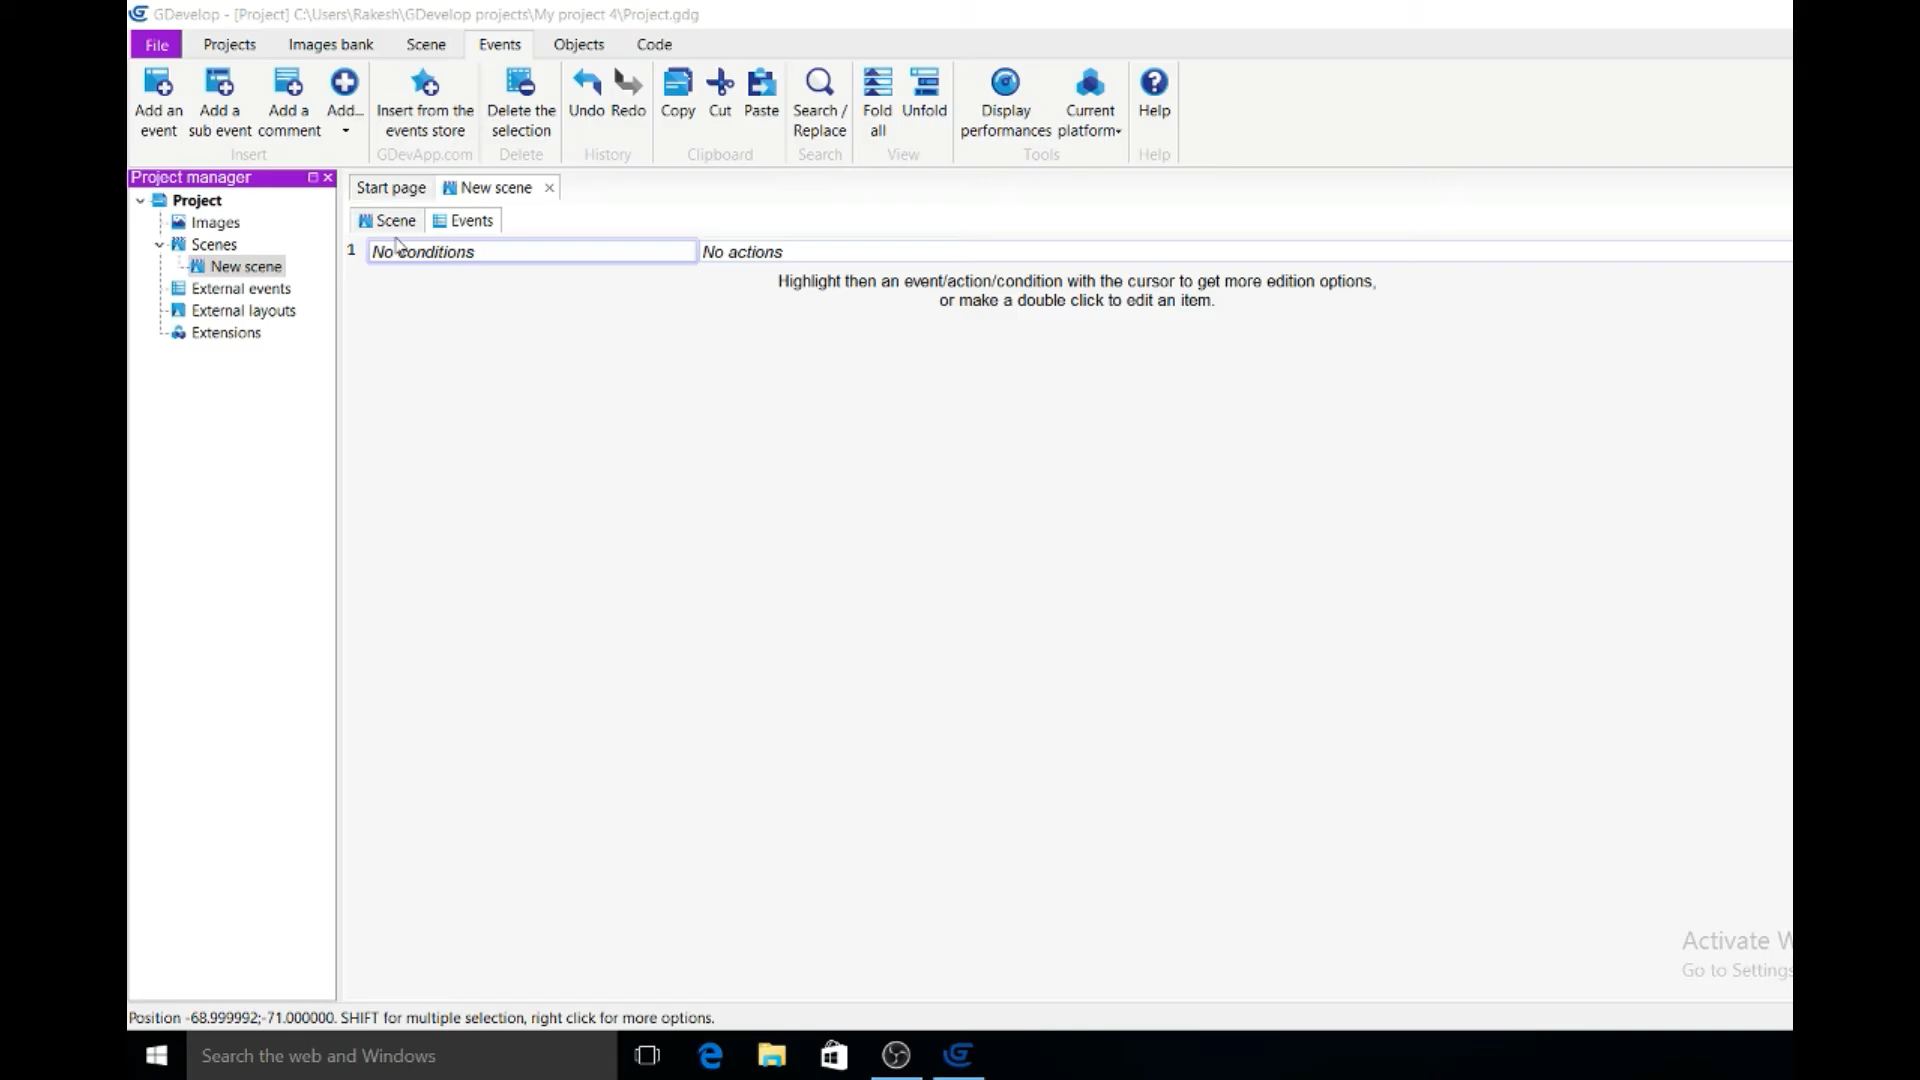 GDevelop - [Project] C:\Users\Rakesh\GDevelop projects\My project 4\Project.gdg
File Projects Images bank Scene Events Objects Code
Add an event
Add a sub event
Add a comment
Add...
Insert
Insert from the events store
GDevApp.com
Delete the selection
Delete
Undo Redo
History
Copy Cut Paste
Clipboard
Search / Replace
Search
Fold all
Unfold
View
Display performances
Current platform
Tools
Help
Help
Project manager
Project
Images
Scenes
New scene
External events
External layouts
Extensions
Start page New scene
Scene Events
1 No conditions No actions
Highlight then an event/action/condition with the cursor to get more edition options,
or make a double click to edit an item.
Activate W
Go to Settings
Position -68.999992;-71.000000. SHIFT for multiple selection, right click for more options.
Search the web and Windows